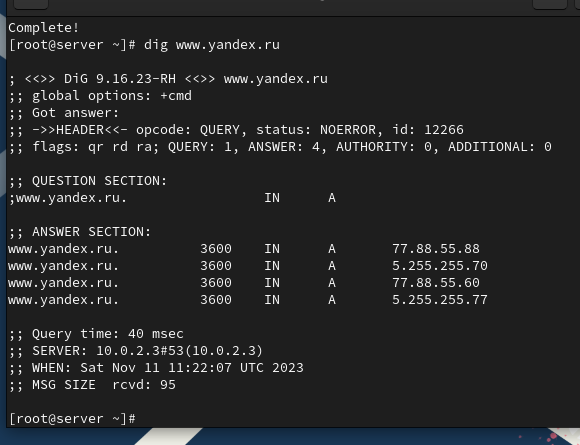 Complete!
[root@server ~]# dig www.yandex.ru

; <<>> DiG 9.16.23-RH <<>> www.yandex.ru
;; global options: +cmd
;; Got answer:
;; ->>HEADER<<- opcode: QUERY, status: NOERROR, id: 12266
;; flags: qr rd ra; QUERY: 1, ANSWER: 4, AUTHORITY: 0, ADDITIONAL: 0

;; QUESTION SECTION:
;www.yandex.ru.			IN	A

;; ANSWER SECTION:
www.yandex.ru.		3600	IN	A	77.88.55.88
www.yandex.ru.		3600	IN	A	5.255.255.70
www.yandex.ru.		3600	IN	A	77.88.55.60
www.yandex.ru.		3600	IN	A	5.255.255.77

;; Query time: 40 msec
;; SERVER: 10.0.2.3#53(10.0.2.3)
;; WHEN: Sat Nov 11 11:22:07 UTC 2023
;; MSG SIZE  rcvd: 95

[root@server ~]#